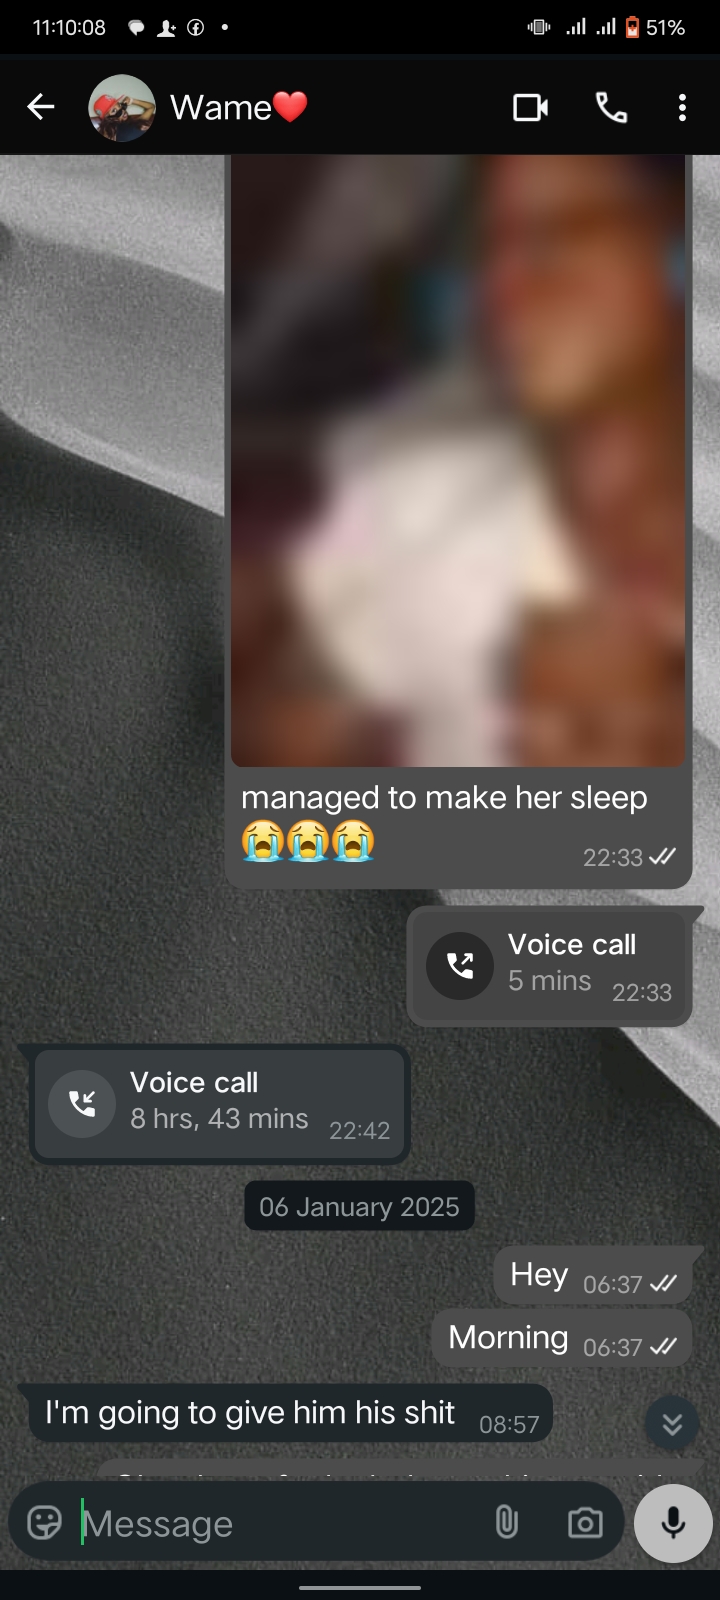 11:10:08
51%
Wame❤️
managed to make her sleep
😭😭😭
22:33
Voice call
5 mins
22:33
Voice call
8 hrs, 43 mins
22:42
06 January 2025
Hey 06:37
Morning 06:37
I'm going to give him his shit 08:57
Message